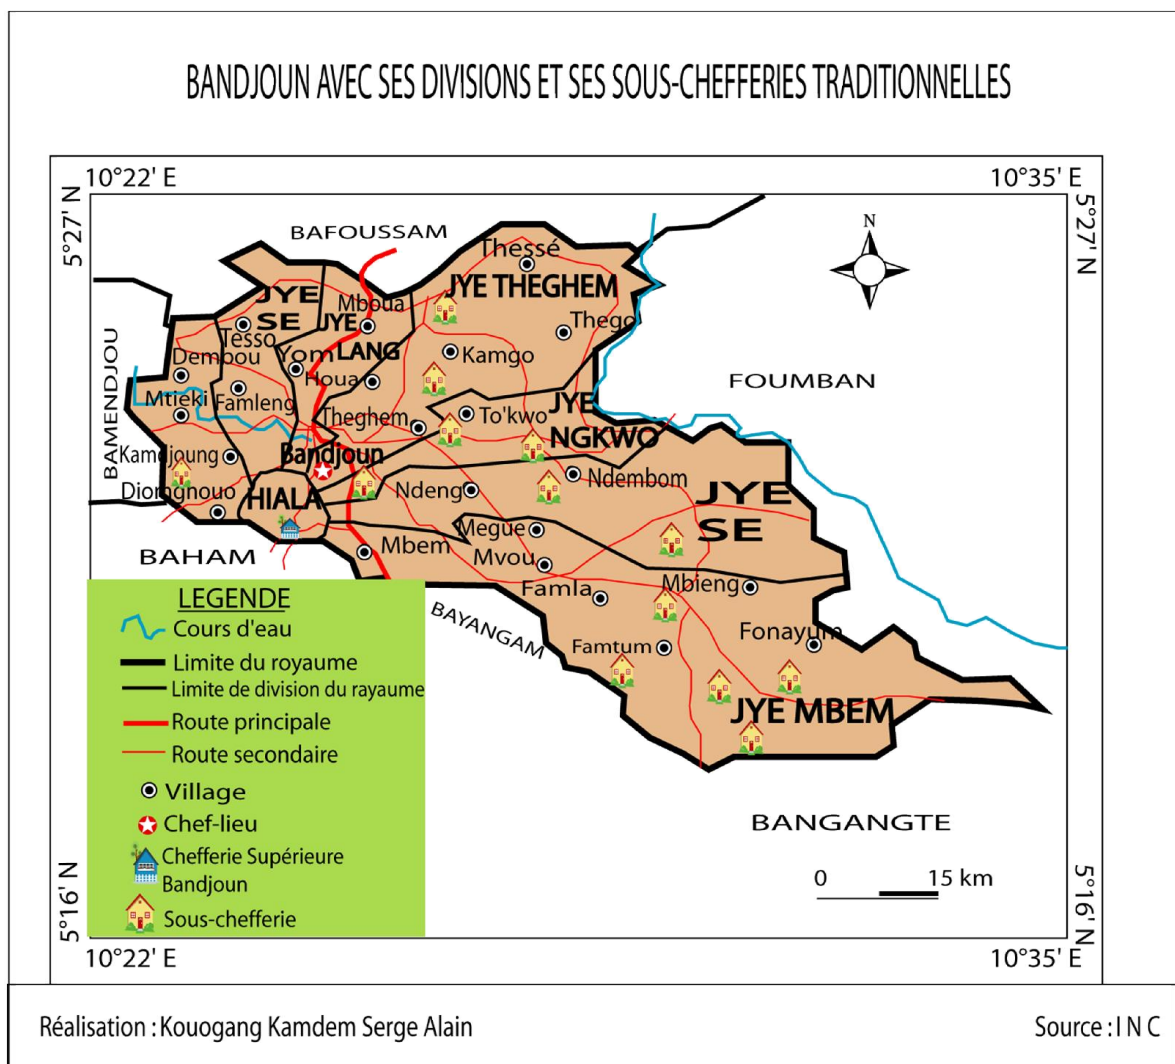 BANDJOUN AVEC SES DIVISIONS ET SES SOUS-CHEFFERIES TRADITIONNELLES
10°22' E
10°35' E
5°27' N
5°27' N
BAFOUSSAM
N
Thessé
JYE THEGHEM
JYE
SE
Mboua
JYE
LANG
Thego
Tesso
Yom
Kamgo
Dembou
Houa
FOUMBAN
BAMENDJOU
Mtieki
Famleng
Theghem
To'kwo
JYE
NGKWO
Kamdjoung
Bandjoun
Ndembom
Diomgnouo
HIALA
Ndeng
JYE
SE
Megue
BAHAM
Mbem
Mvou
Famla
Mbieng
BAYANGAM
Fonayum
Famtum
JYE MBEM
BANGANGTE
LEGENDE
Cours d'eau
Limite du royaume
Limite de division du rayaume
Route principale
Route secondaire
Village
Chef-lieu
Chefferie Supérieure
Bandjoun
Sous-chefferie
0 15 km
5°16' N
5°16' N
10°22' E
10°35' E
Réalisation : Kouogang Kamdem Serge Alain
Source : I N C